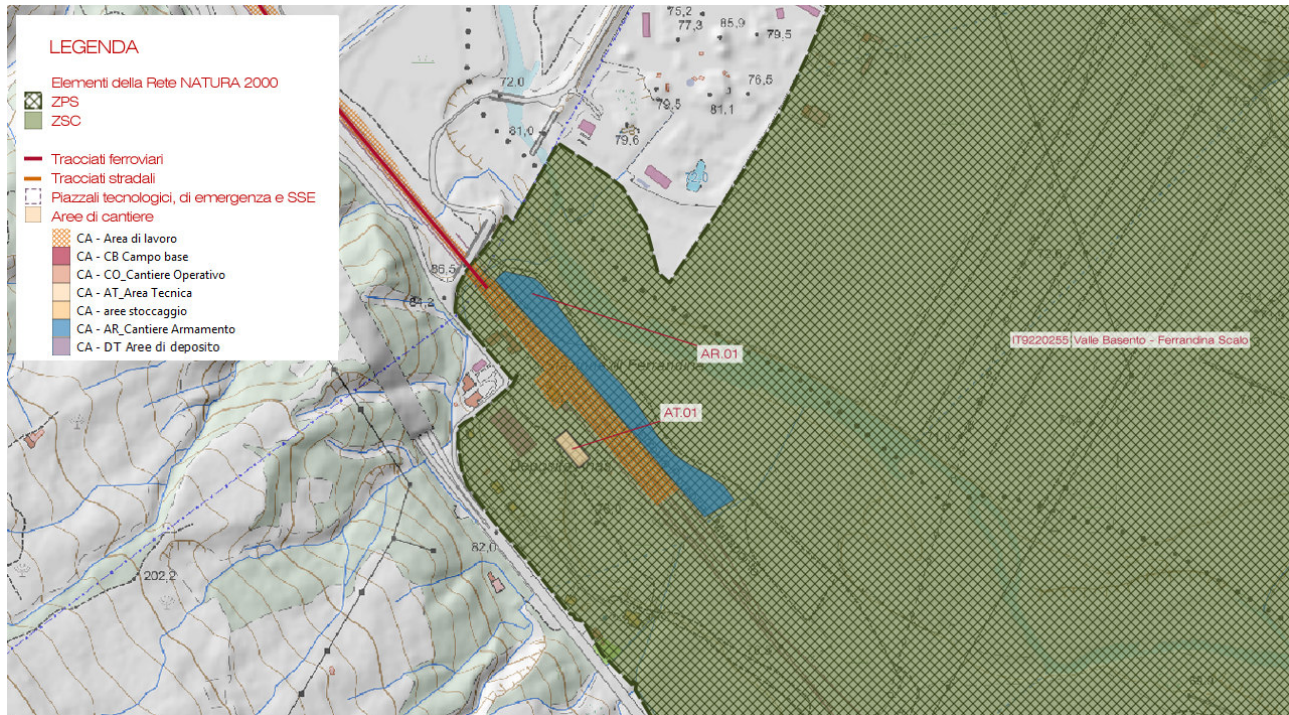 LEGENDA
Elementi della Rete NATURA 2000
ZPS
ZSC
Tracciati ferroviari
Tracciati stradali
Piazzali tecnologici, di emergenza e SSE
Aree di cantiere
CA - Area di lavoro
CA - CB Campo base
CA - CO_Cantiere Operativo
CA - AT_Area Tecnica
CA - aree stoccaggio
CA - AR_Cantiere Armamento
CA - DT Aree di deposito
75,2
77,3
85,9
79,5
72,0
76,5
79,5
81,1
81,0
79,6
86,5
IT9220255 Valle Basento - Ferrandina Scalo
AR.01
di Ferrandina
AT.01
82,0
202,2